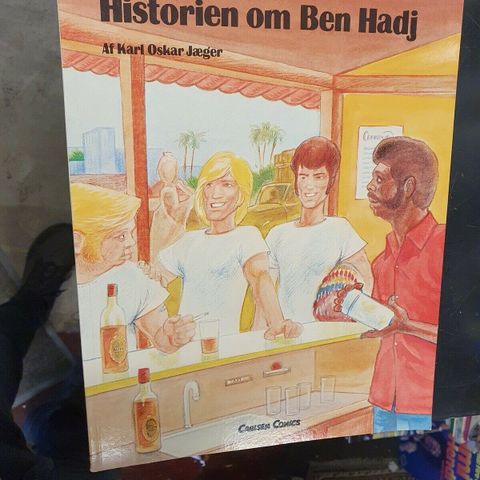 Historien om Ben Hadj
Af Karl Oskar Jæger
CARLSEN COMICS